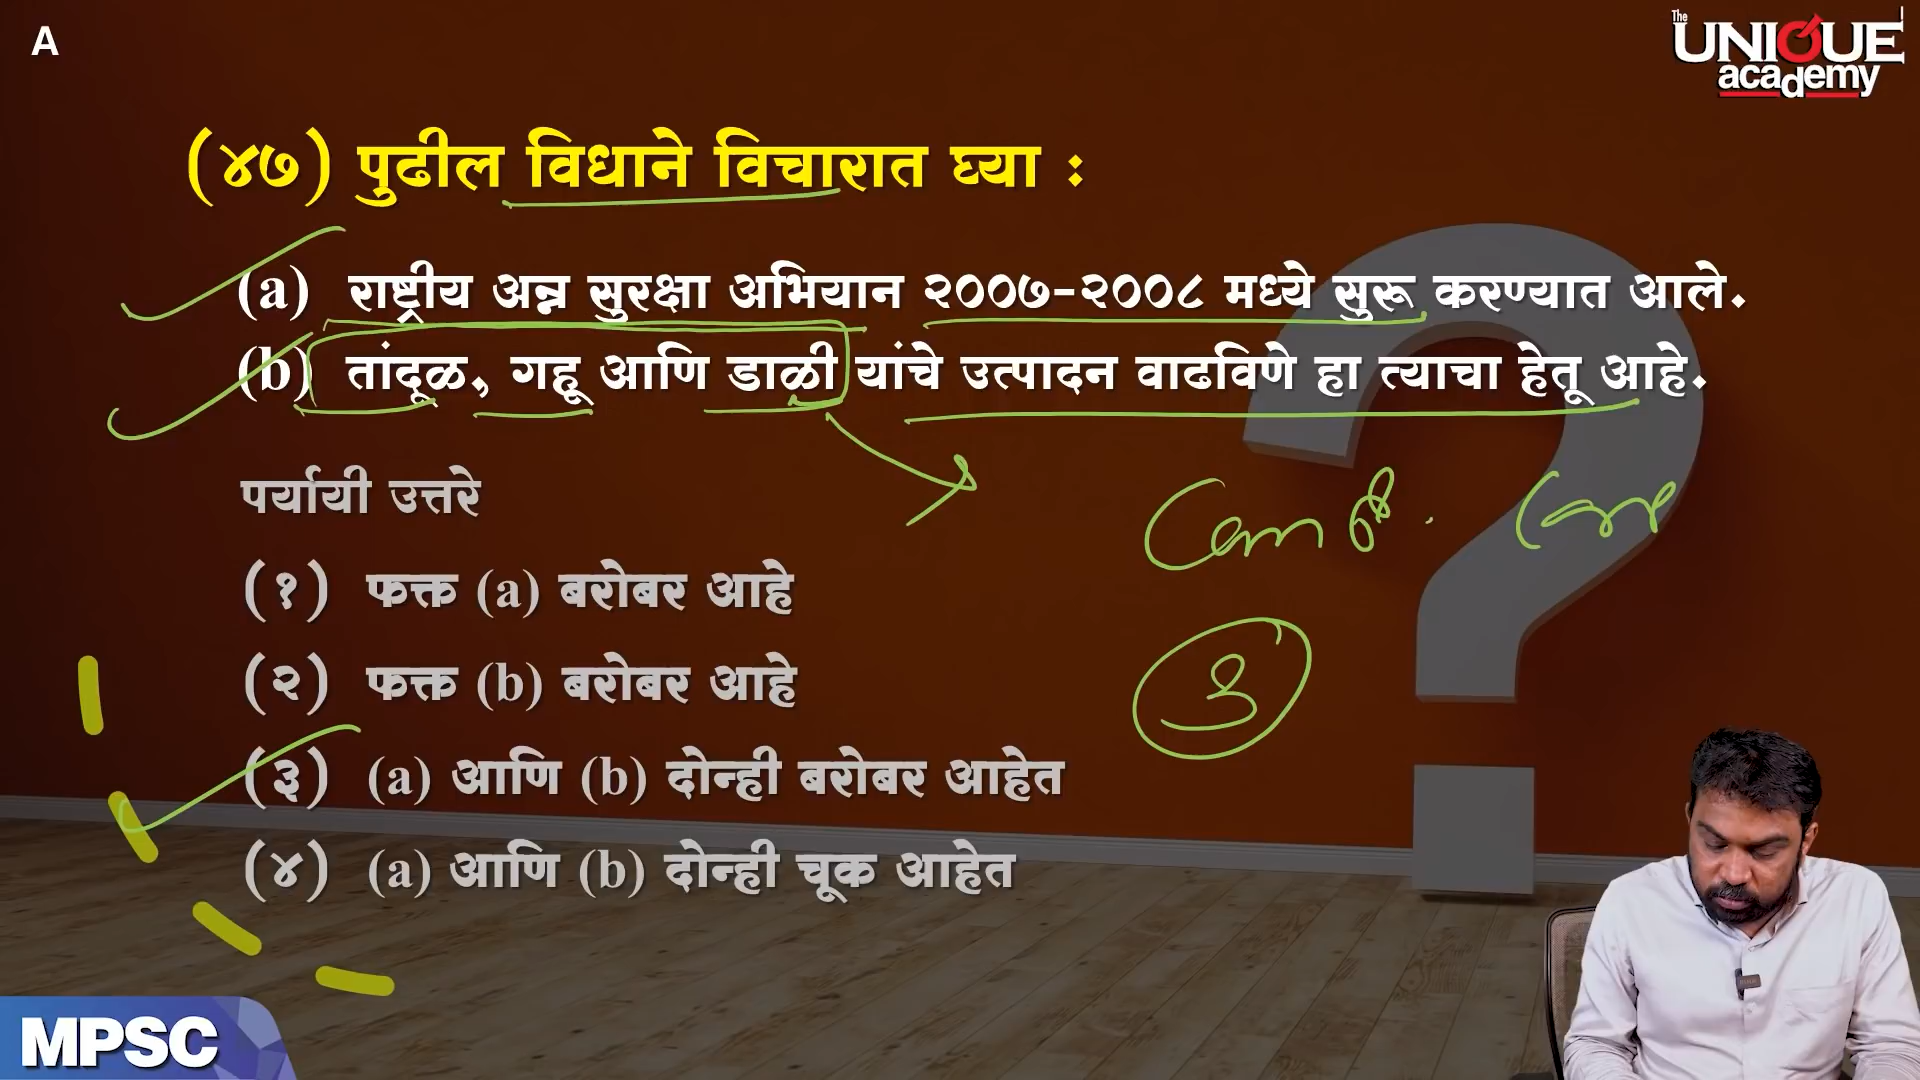 A
The
UNIQUE
academy
(४७) पुढील विधाने विचारात घ्या :
(a) राष्ट्रीय अन्न सुरक्षा अभियान २००७-२००८ मध्ये सुरू करण्यात आले.
(b) तांदूळ, गहू आणि डाळी यांचे उत्पादन वाढविणे हा त्याचा हेतू आहे.
पर्यायी उत्तरे
(१) फक्त (a) बरोबर आहे
(२) फक्त (b) बरोबर आहे
(३) (a) आणि (b) दोन्ही बरोबर आहेत
३
(४) (a) आणि (b) दोन्ही चूक आहेत
MPSC